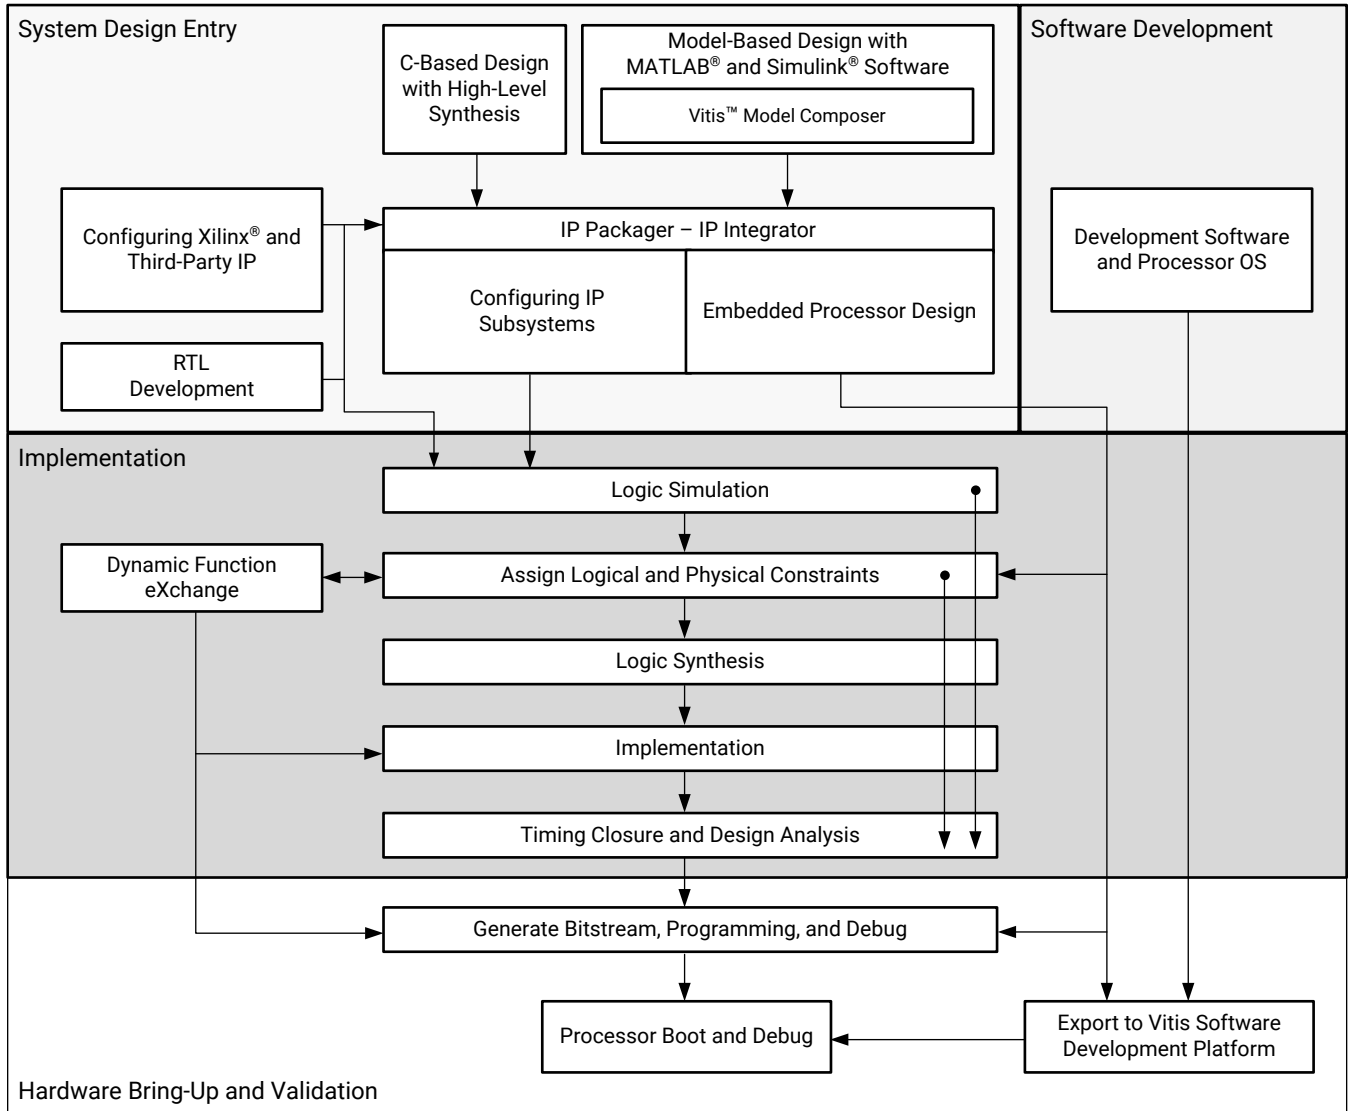 System Design Entry
Software Development
C-Based Design
with High-Level
Synthesis
Model-Based Design with
MATLAB® and Simulink® Software
Vitis™ Model Composer
Configuring Xilinx® and
Third-Party IP
IP Packager – IP Integrator
Development Software
and Processor OS
Configuring IP
Subsystems
Embedded Processor Design
RTL
Development
Implementation
Logic Simulation
Dynamic Function
eXchange
Assign Logical and Physical Constraints
Logic Synthesis
Implementation
Timing Closure and Design Analysis
Generate Bitstream, Programming, and Debug
Processor Boot and Debug
Export to Vitis Software
Development Platform
Hardware Bring-Up and Validation